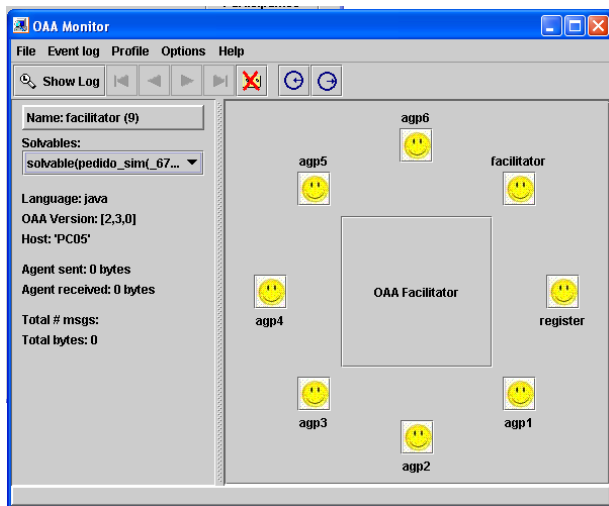 OAA Monitor
File Event log Profile Options Help
Show Log
Name: facilitator (9)
Solvables:
solvable(pedido_sim(_67...
Language: java
OAA Version: [2,3,0]
Host: 'PC05'
Agent sent: 0 bytes
Agent received: 0 bytes
Total # msgs:
Total bytes: 0
agp6
agp5
facilitator
OAA Facilitator
agp4
register
agp3
agp1
agp2